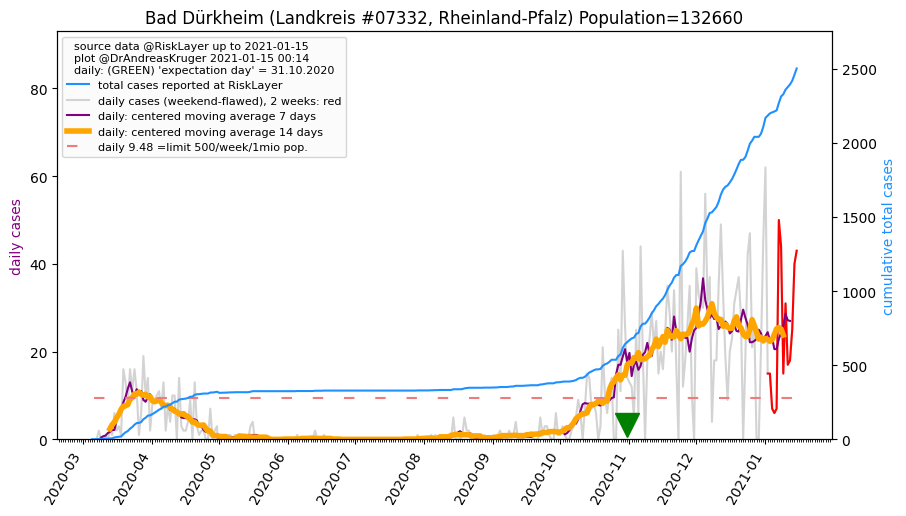 Bad Dürkheim (Landkreis #07332, Rheinland-Pfalz) Population=132660
source data @RiskLayer up to 2021-01-15
plot @DrAndreasKruger 2021-01-15 00:14
daily: (GREEN) 'expectation day' = 31.10.2020
total cases reported at RiskLayer
daily cases (weekend-flawed), 2 weeks: red
daily: centered moving average 7 days
daily: centered moving average 14 days
daily 9.48 =limit 500/week/1mio pop.
daily cases
80
60
40
20
0
cumulative total cases
2500
2000
1500
1000
500
0
2020-03
2020-04
2020-05
2020-06
2020-07
2020-08
2020-09
2020-10
2020-11
2020-12
2021-01